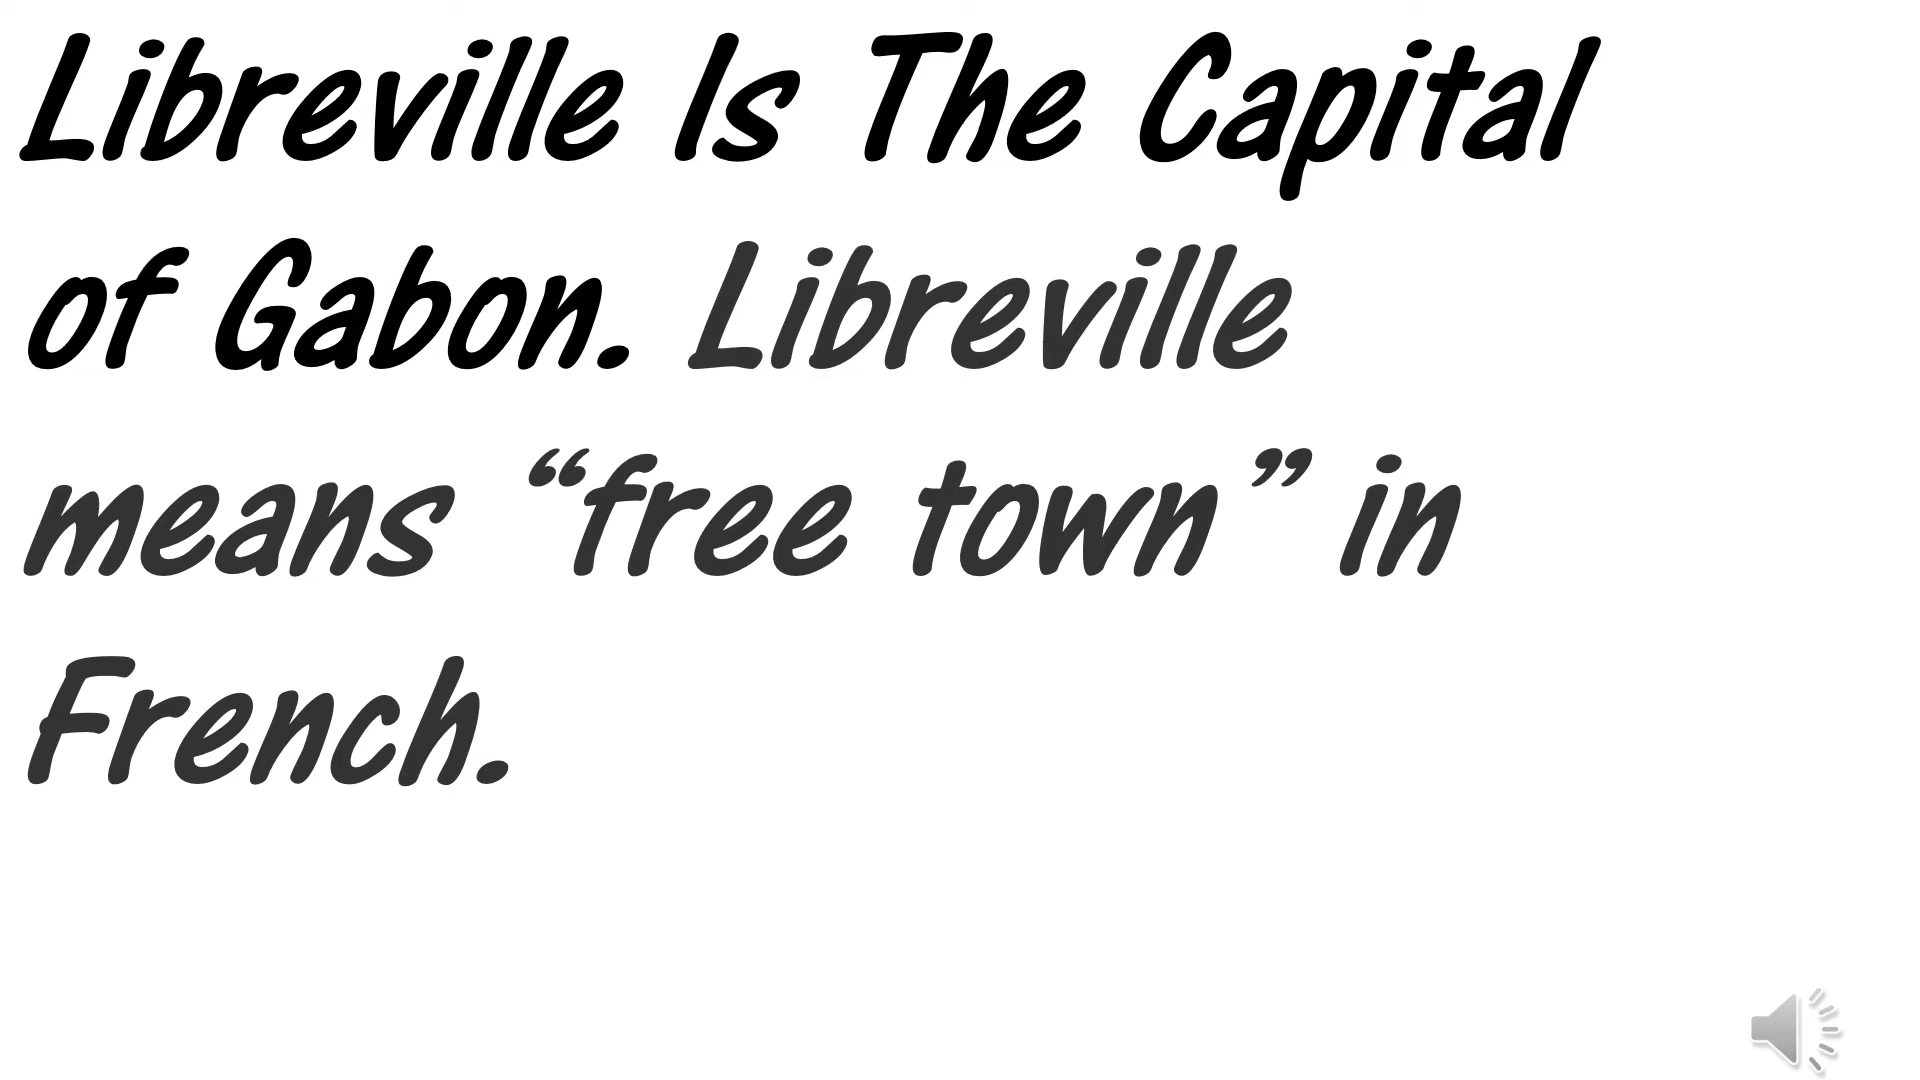 Libreville Is The Capital
of Gabon. Libreville
means “free town” in
French.